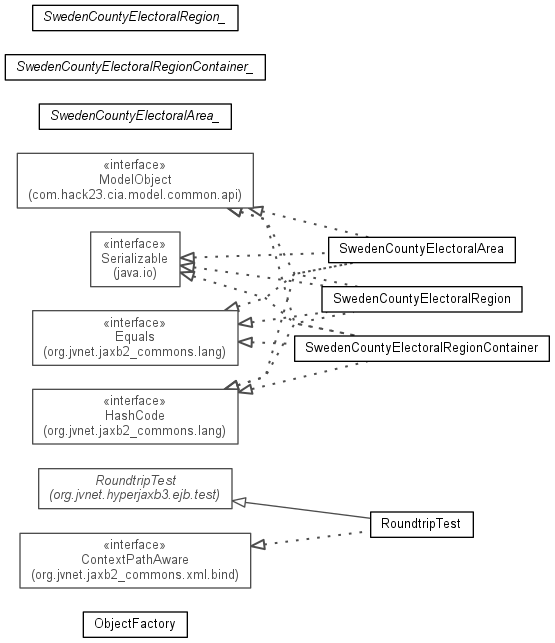 SwedenCountyElectoralRegion_
SwedenCountyElectoralRegionContainer_
SwedenCountyElectoralArea_
«interface»
ModelObject
(com.hack23.cia.model.common.api)
«interface»
Serializable
(java.io)
SwedenCountyElectoralArea
SwedenCountyElectoralRegion
«interface»
Equals
(org.jvnet.jaxb2_commons.lang)
SwedenCountyElectoralRegionContainer
«interface»
HashCode
(org.jvnet.jaxb2_commons.lang)
RoundtripTest
(org.jvnet.hyperjaxb3.ejb.test)
RoundtripTest
«interface»
ContextPathAware
(org.jvnet.jaxb2_commons.xml.bind)
ObjectFactory